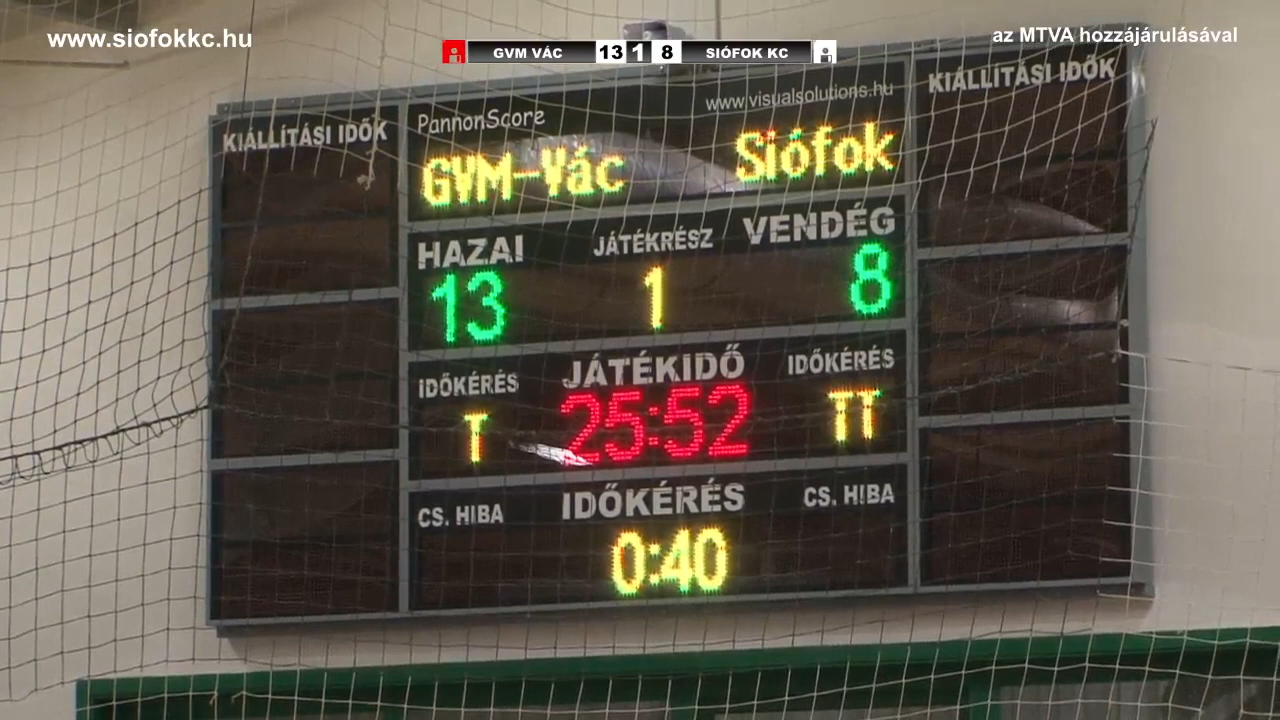 www.siofokkc.hu
az MTVA hozzájárulásával
GVM VÁC 13 1 8 SIÓFOK KC
KIÁLLÍTÁSI IDŐK
PannonScore
www.visualsolutions.hu
KIÁLLÍTÁSI IDŐK
GVM-Vác Siófok
HAZAI JÁTÉKRÉSZ VENDÉG
13 1 8
IDŐKÉRÉS JÁTÉKIDŐ IDŐKÉRÉS
T 25:52 TT
CS. HIBA IDŐKÉRÉS CS. HIBA
0:40